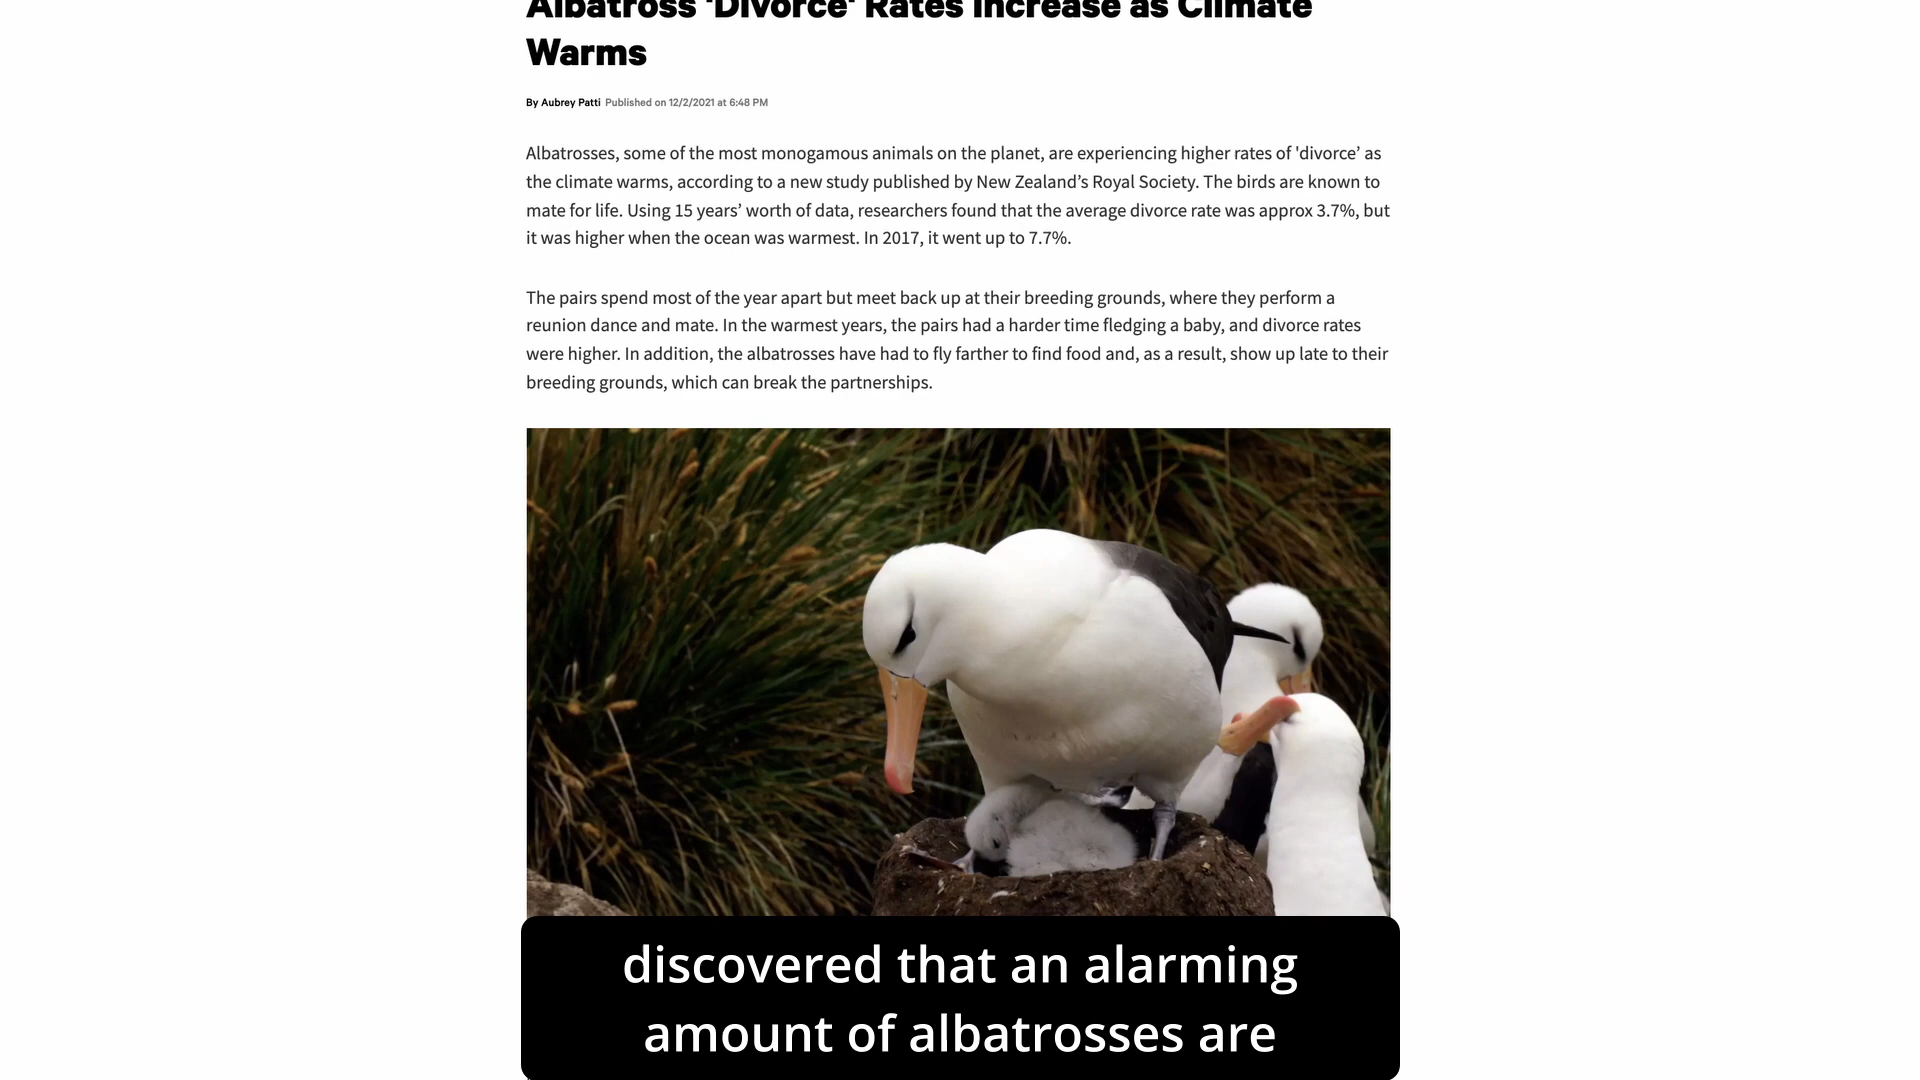 Albatross 'Divorce' Rates Increase as Climate
Warms
By Aubrey Patti Published on 12/2/2021 at 6:48 PM
Albatrosses, some of the most monogamous animals on the planet, are experiencing higher rates of 'divorce’ as
the climate warms, according to a new study published by New Zealand’s Royal Society. The birds are known to
mate for life. Using 15 years’ worth of data, researchers found that the average divorce rate was approx 3.7%, but
it was higher when the ocean was warmest. In 2017, it went up to 7.7%.
The pairs spend most of the year apart but meet back up at their breeding grounds, where they perform a
reunion dance and mate. In the warmest years, the pairs had a harder time fledging a baby, and divorce rates
were higher. In addition, the albatrosses have had to fly farther to find food and, as a result, show up late to their
breeding grounds, which can break the partnerships.
discovered that an alarming
amount of albatrosses are